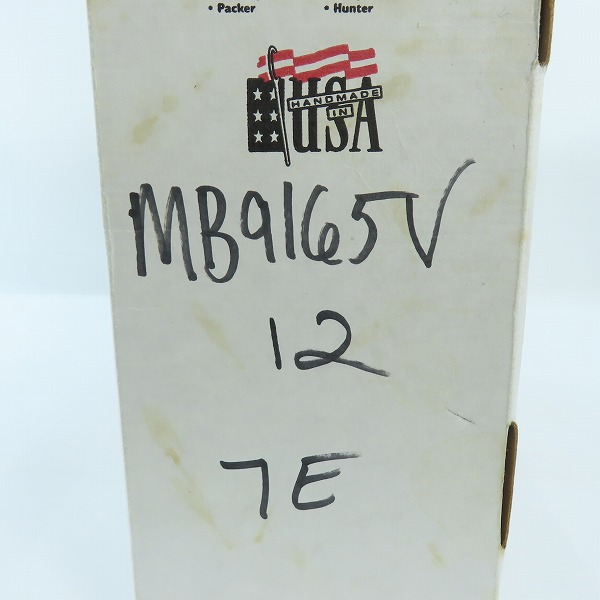 • Packer • Hunter
HANDMADE
IN
USA
MB9165V
12
7E